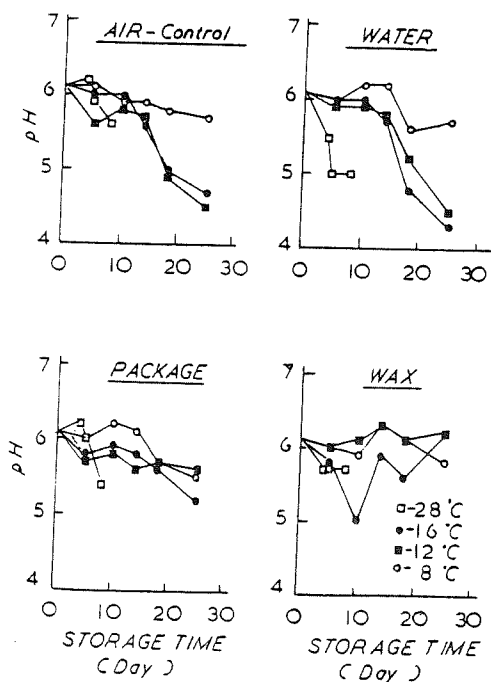 AIR-Control
WATER
7
6
5
4
pH
0 10 20 30
7
6
5
4
0 10 20 30
PACKAGE
WAX
7
6
5
4
pH
0 10 20 30
STORAGE TIME
(Day)
7
6
5
4
□-28°C
●-16°C
■-12°C
○- 8°C
0 10 20 30
STORAGE TIME
(Day)